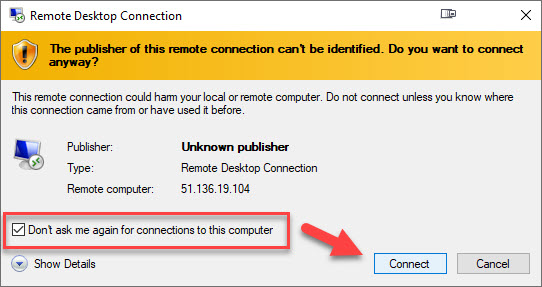 Remote Desktop Connection
The publisher of this remote connection can't be identified. Do you want to connect
anyway?
This remote connection could harm your local or remote computer. Do not connect unless you know where
this connection came from or have used it before.
Publisher: Unknown publisher
Type: Remote Desktop Connection
Remote computer: 51.136.19.104
Don't ask me again for connections to this computer
Show Details Connect Cancel